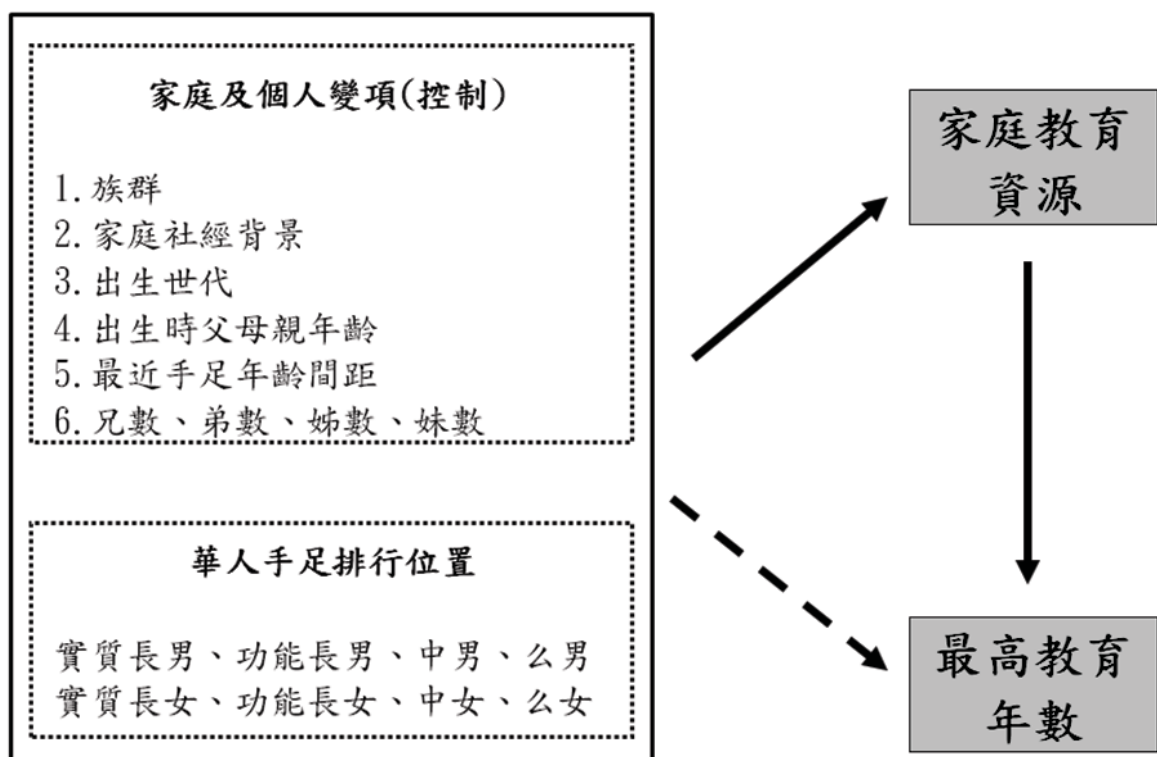 家庭及個人變項(控制)
1. 族群
2. 家庭社經背景
3. 出生世代
4. 出生時父母親年齡
5. 最近手足年齡間距
6. 兄數、弟數、姊數、妹數
華人手足排行位置
實質長男、功能長男、中男、么男
實質長女、功能長女、中女、么女
家庭教育
資源
最高教育
年數